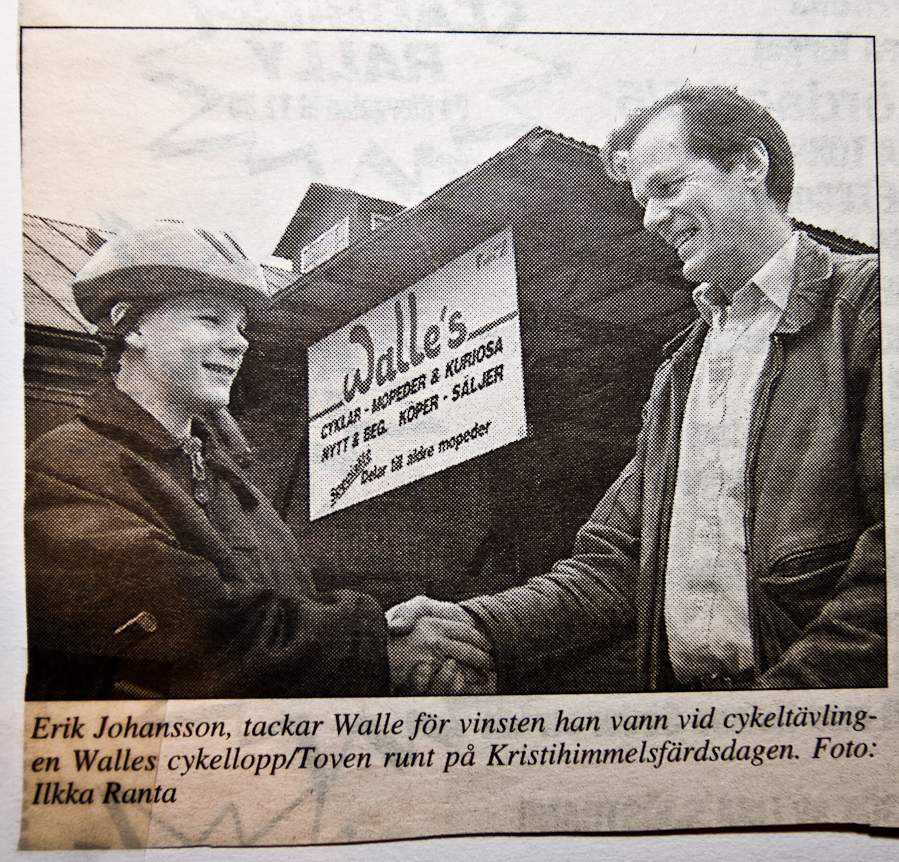 Walle's
CYKLAR - MOPEDER & KURIOSA
NYTT & BEG. KÖPER - SÄLJER
Delar till äldre mopeder
RALLY
Erik Johansson, tackar Walle för vinsten han vann vid cykeltävling-
en Walles cykellopp/Toven runt på Kristihimmelsfärdsdagen. Foto:
Ilkka Ranta